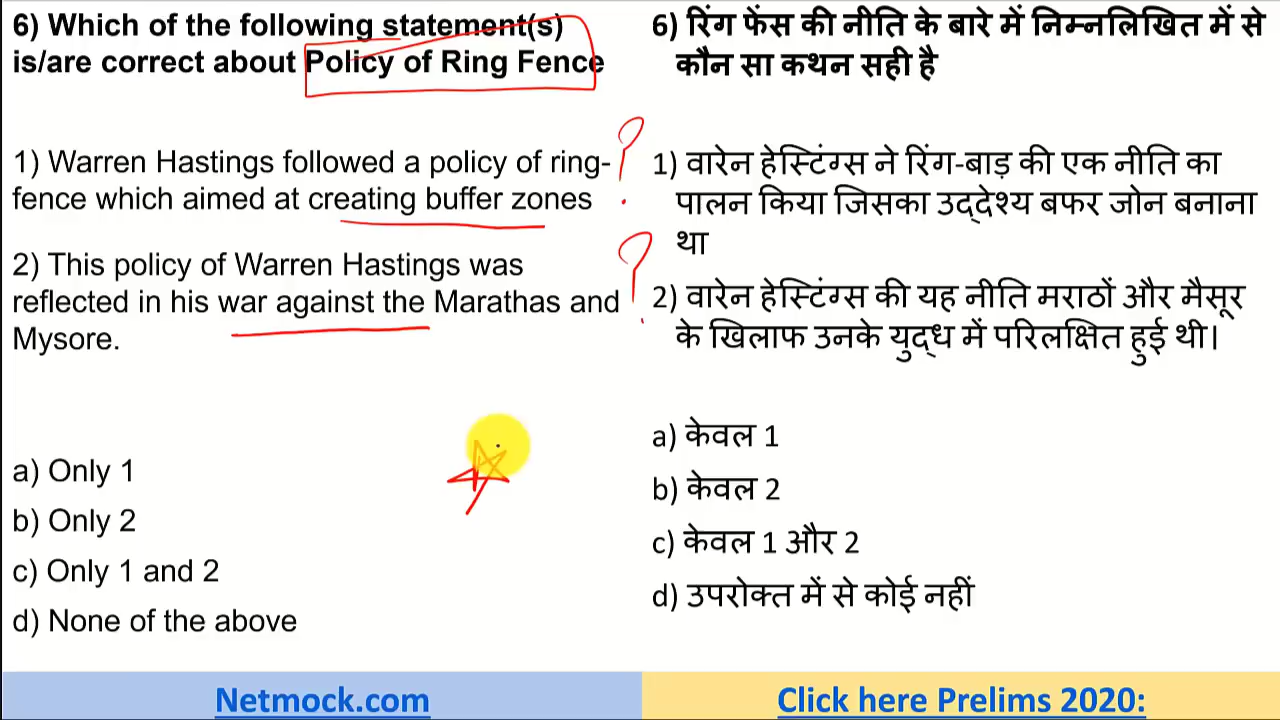 6) Which of the following statement(s)
is/are correct about Policy of Ring Fence
1) Warren Hastings followed a policy of ring-
fence which aimed at creating buffer zones
2) This policy of Warren Hastings was
reflected in his war against the Marathas and
Mysore.
a) Only 1
b) Only 2
c) Only 1 and 2
d) None of the above
6) रिंग फेंस की नीति के बारे में निम्नलिखित में से
कौन सा कथन सही है
1) वारेन हेस्टिंग्स ने रिंग-बाड़ की एक नीति का
पालन किया जिसका उद्देश्य बफर जोन बनाना
था
2) वारेन हेस्टिंग्स की यह नीति मराठों और मैसूर
के खिलाफ उनके युद्ध में परिलक्षित हुई थी।
a) केवल 1
b) केवल 2
c) केवल 1 और 2
d) उपरोक्त में से कोई नहीं
Netmock.com
Click here Prelims 2020: